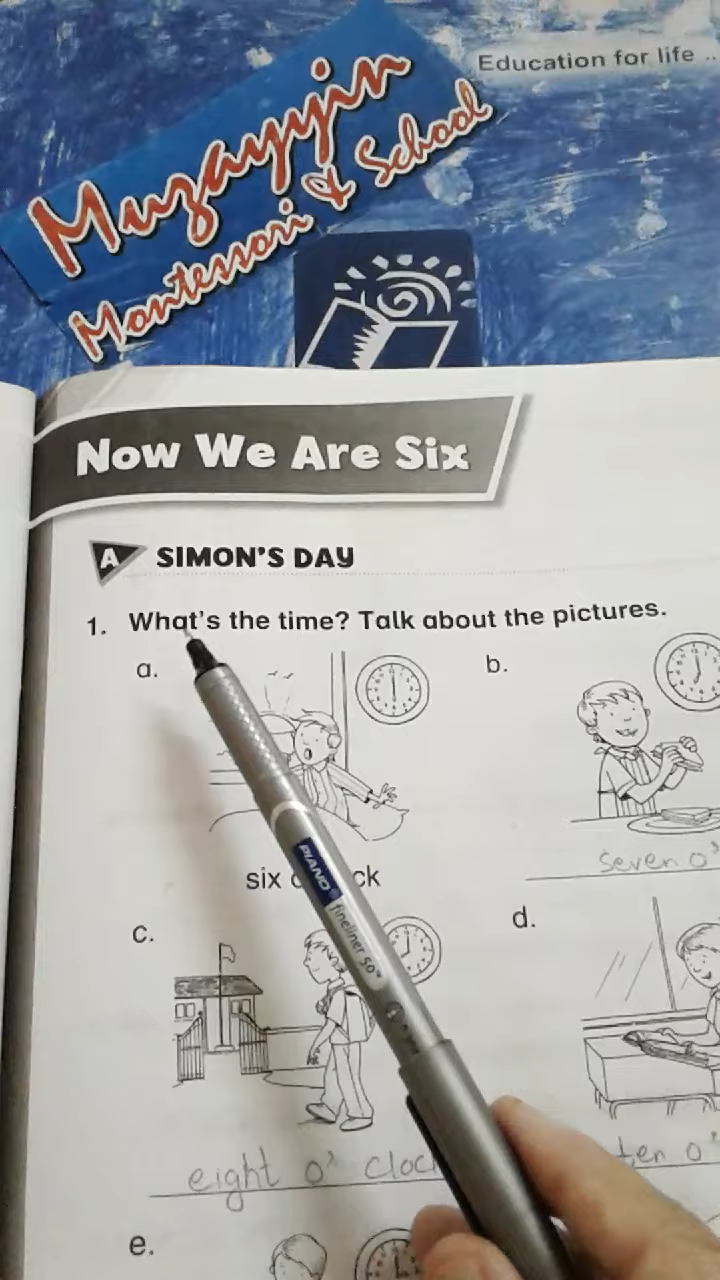 Education for life ..
Muzayyin
Montessori & School
Now We Are Six
A SIMON'S DAY
1. What's the time? Talk about the pictures.
a. b.
six ck
seven o'
PIANO fineliner 50
c. d.
eight o' cloc
ten o'
e.